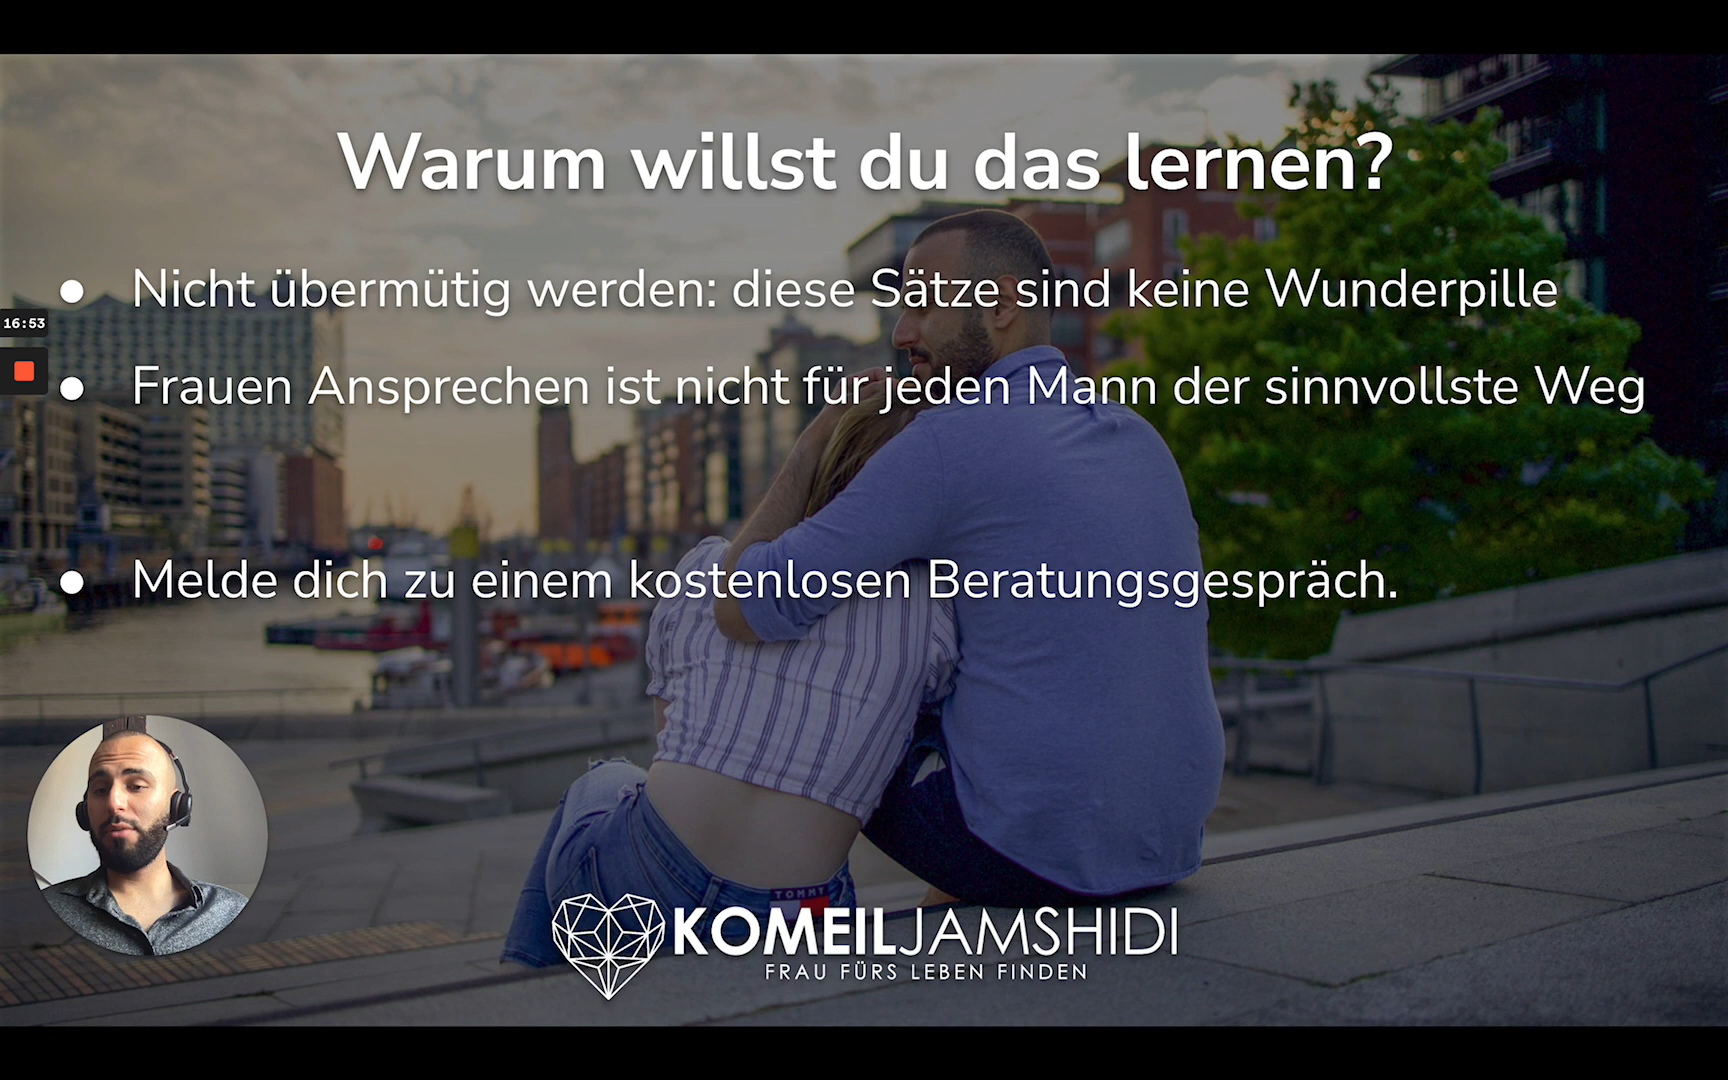 Warum willst du das lernen?
● Nicht übermütig werden: diese Sätze sind keine Wunderpille
16:53
● Frauen Ansprechen ist nicht für jeden Mann der sinnvollste Weg
● Melde dich zu einem kostenlosen Beratungsgespräch.
TOMMY
KOMEILJAMSHIDI
FRAU FÜRS LEBEN FINDEN